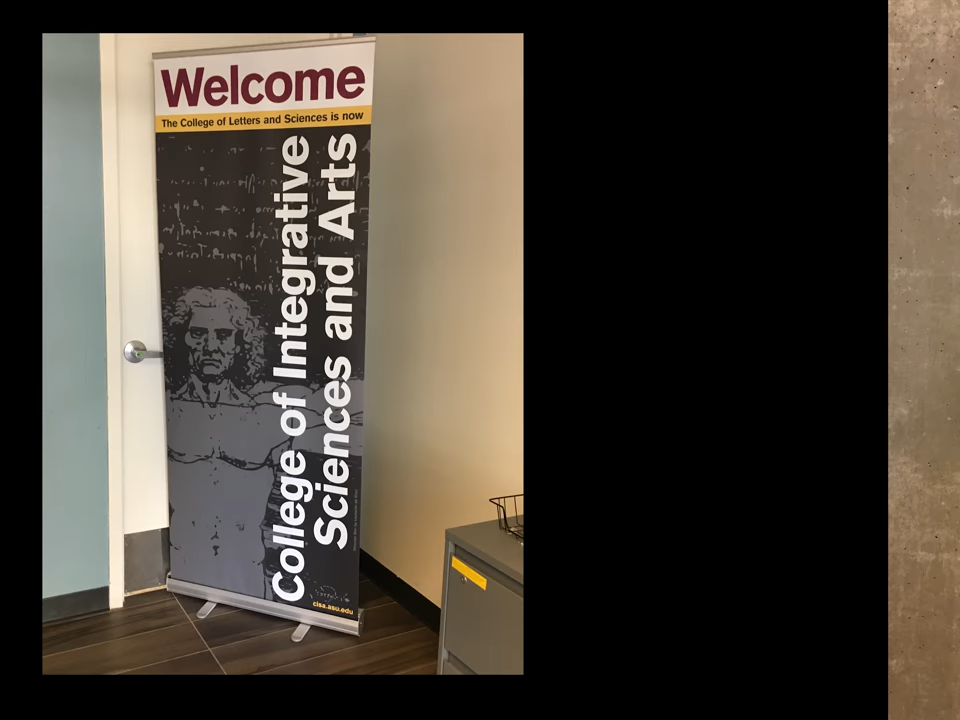 Welcome
The College of Letters and Sciences is now
College of Integrative
Sciences and Arts
cisa.asu.edu